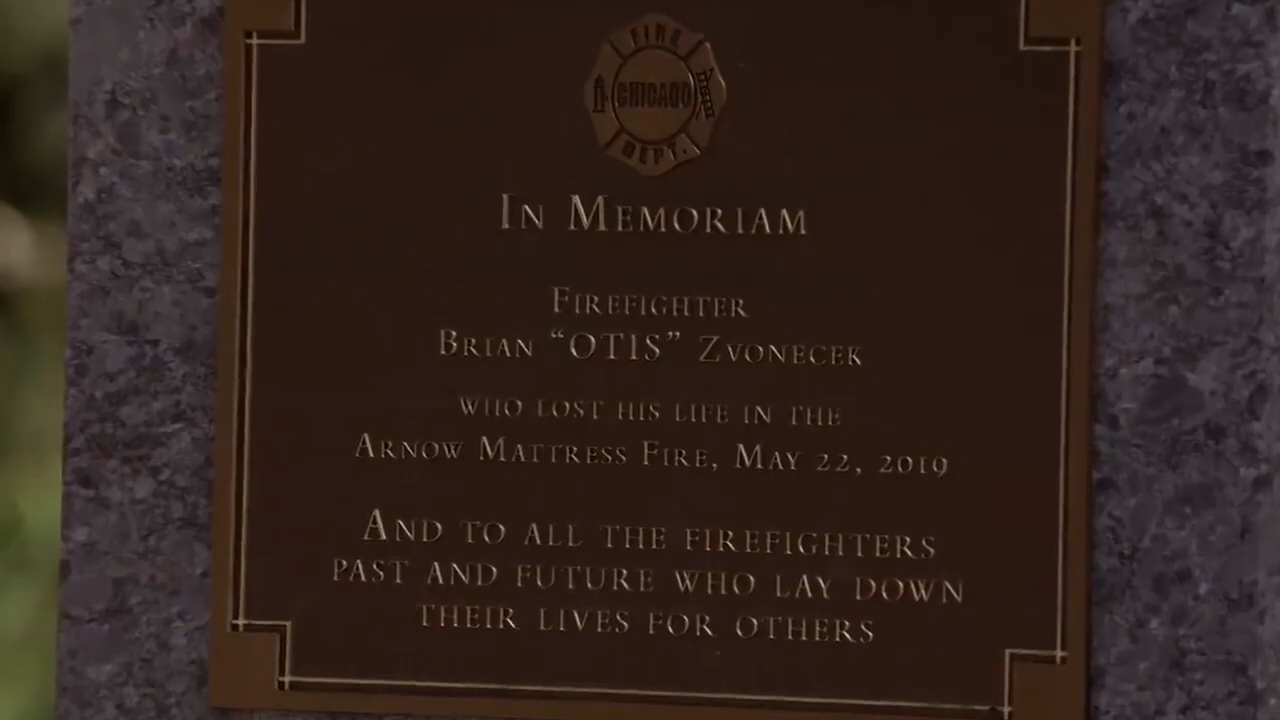 FIRE
CHICAGO
DEPT.
IN MEMORIAM
FIREFIGHTER
BRIAN “OTIS” ZVONECEK
WHO LOST HIS LIFE IN THE
ARNOW MATTRESS FIRE, MAY 22, 2019
AND TO ALL THE FIREFIGHTERS
PAST AND FUTURE WHO LAY DOWN
THEIR LIVES FOR OTHERS